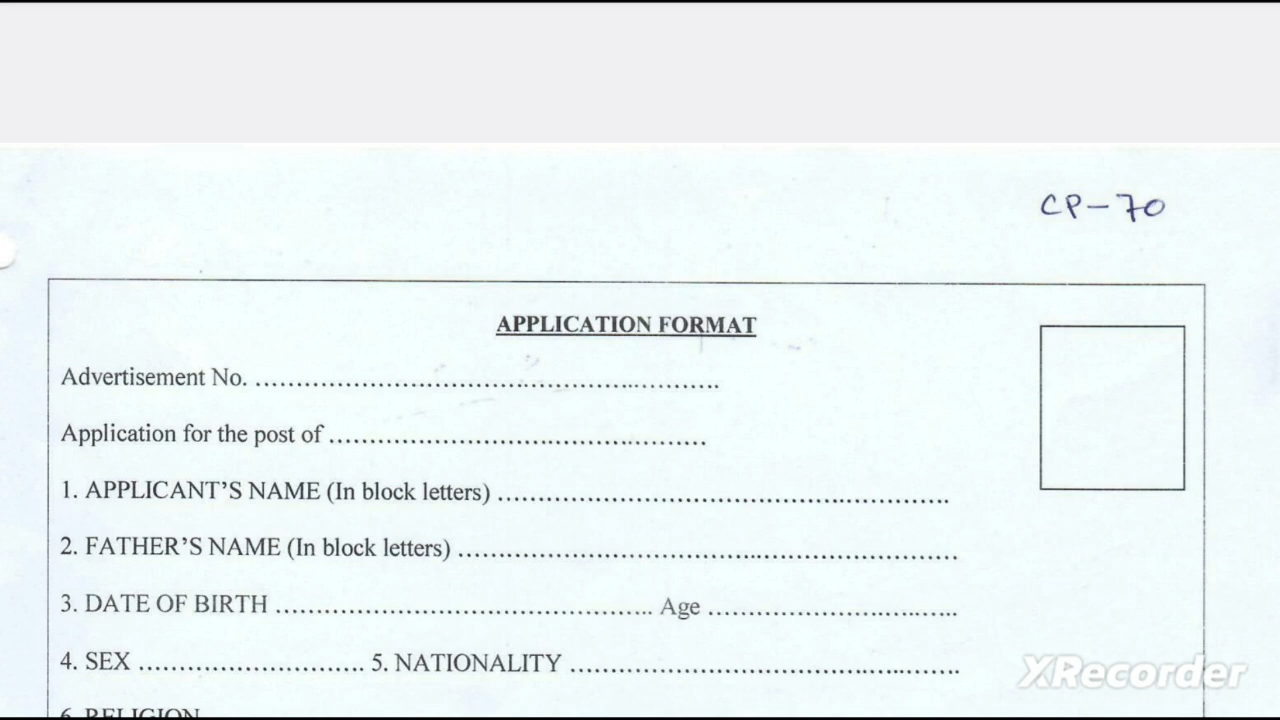 CP-70
APPLICATION FORMAT
Advertisement No. ..........................................................
Application for the post of ...............................................
1. APPLICANT'S NAME (In block letters) ........................................................
2. FATHER'S NAME (In block letters) ..............................................................
3. DATE OF BIRTH ............................................... Age ...............................
4. SEX ............................ 5. NATIONALITY ................................................
6. RELIGION
XRecorder